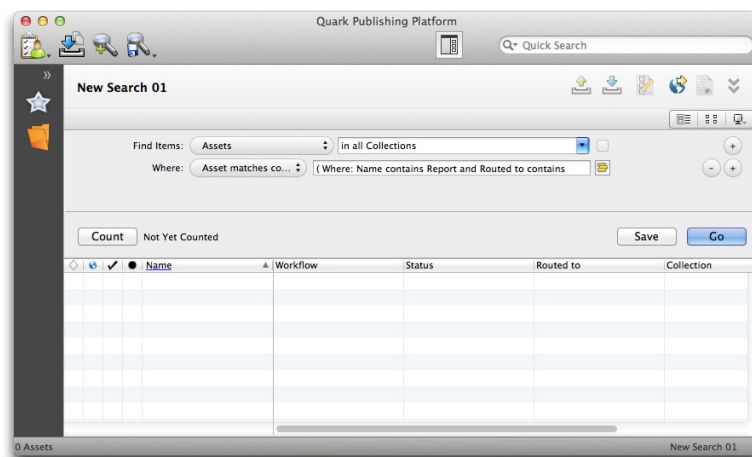 Quark Publishing Platform
Quick Search
New Search 01
Find Items: Assets in all Collections
Where: Asset matches co... ( Where: Name contains Report and Routed to contains
Count Not Yet Counted Save Go
Name Workflow Status Routed to Collection
0 Assets New Search 01